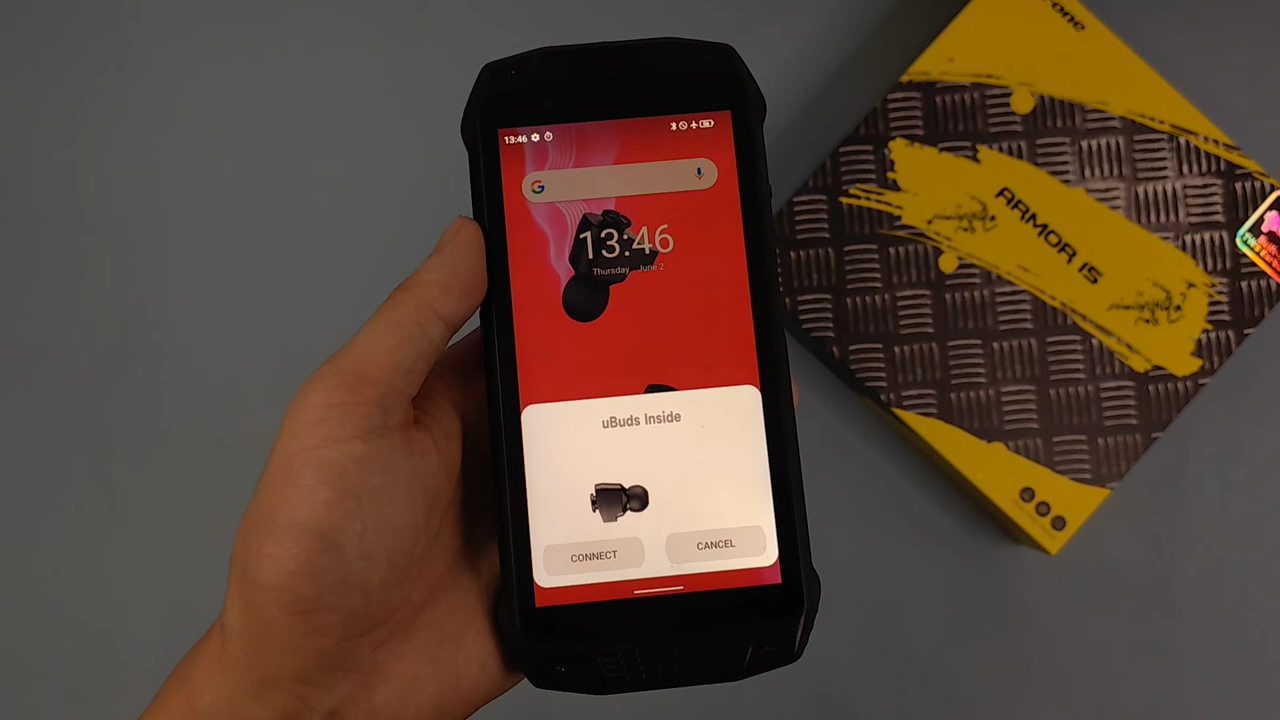 13:46
13:46
Thursday June 2
uBuds Inside
CONNECT
CANCEL
ARMOR 15